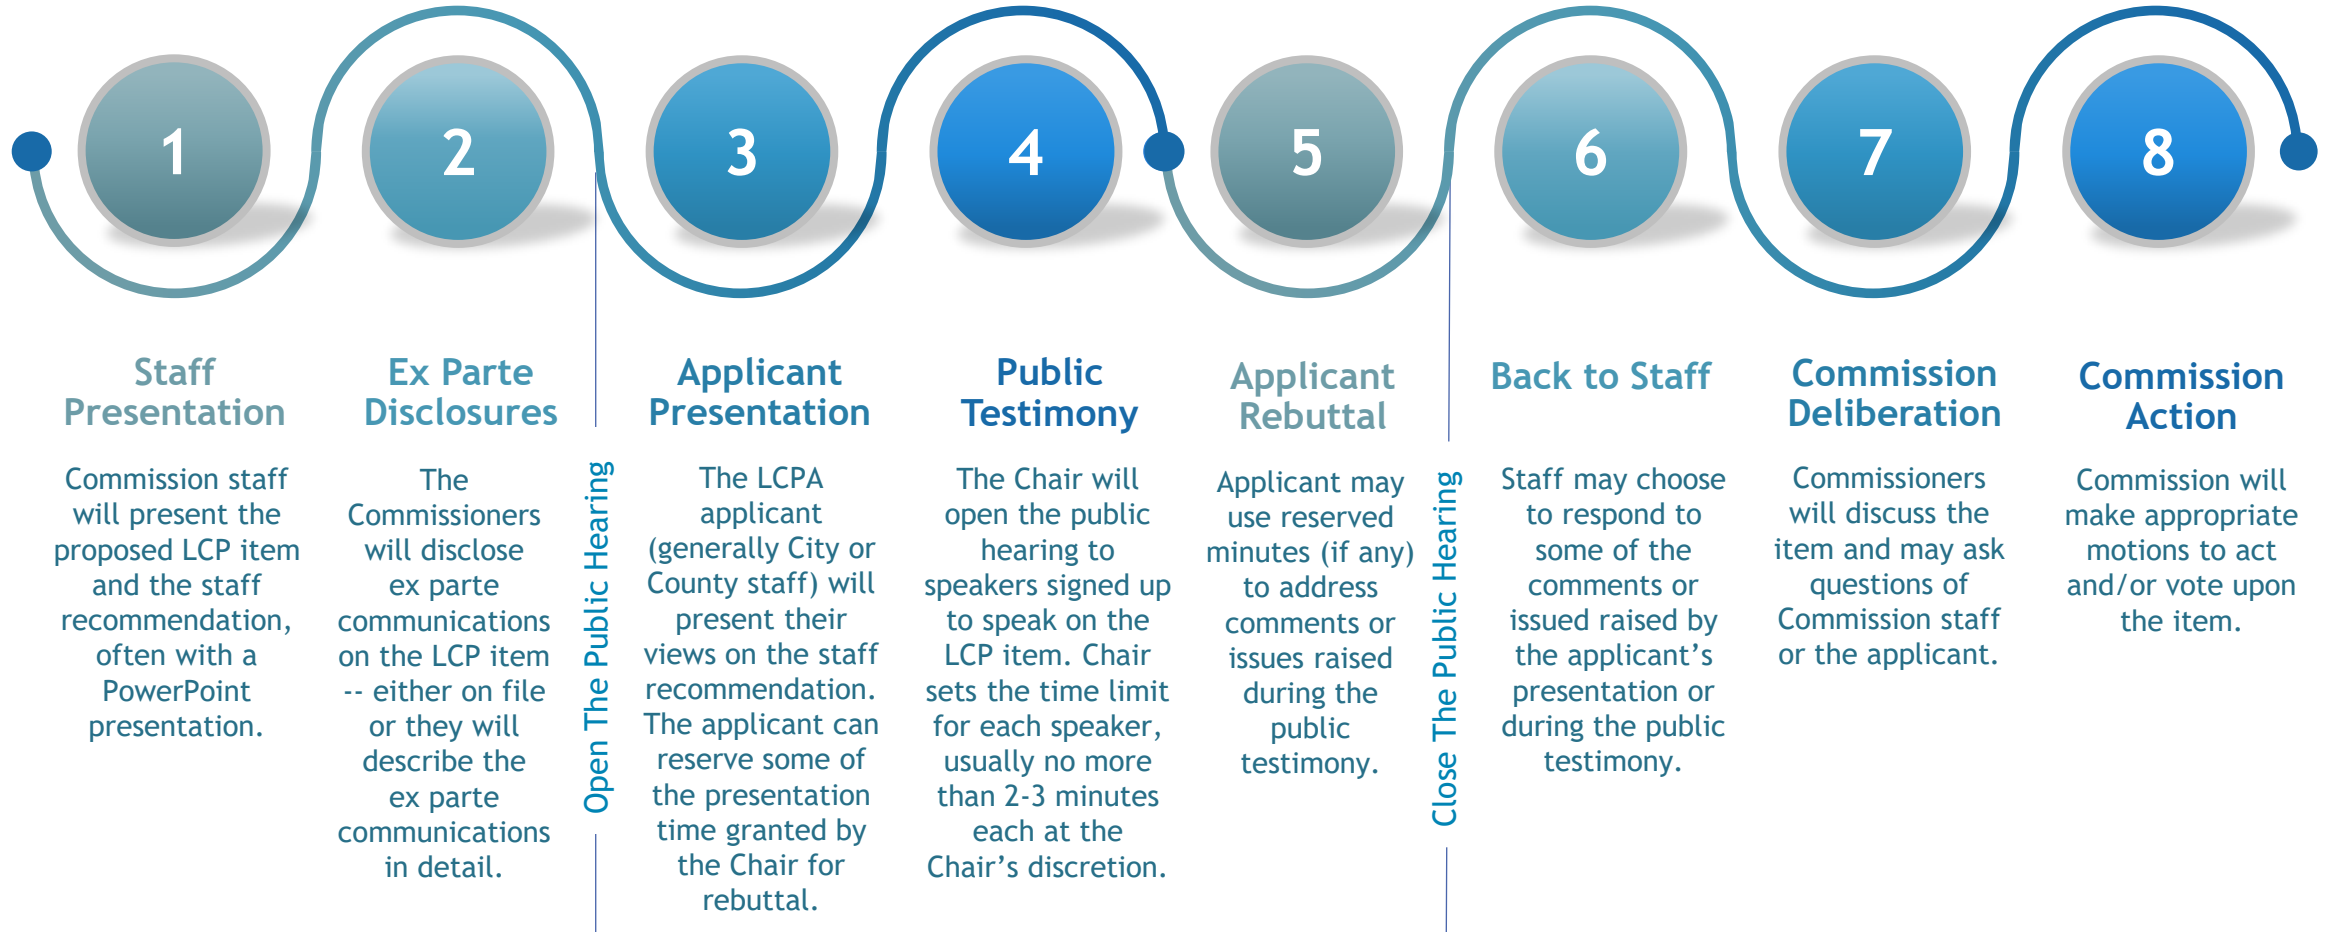 1
2
3
4
5
6
7
8
Staff
Presentation
Commission staff
will present the
proposed LCP item
and the staff
recommendation,
often with a
PowerPoint
presentation.
Ex Parte
Disclosures
The
Commissioners
will disclose
ex parte
communications
on the LCP item
-- either on file
or they will
describe the
ex parte
communications
in detail.
Open The Public Hearing
Applicant
Presentation
The LCPA
applicant
(generally City or
County staff) will
present their
views on the staff
recommendation.
The applicant can
reserve some of
the presentation
time granted by
the Chair for
rebuttal.
Public
Testimony
The Chair will
open the public
hearing to
speakers signed up
to speak on the
LCP item. Chair
sets the time limit
for each speaker,
usually no more
than 2-3 minutes
each at the
Chair’s discretion.
Applicant
Rebuttal
Applicant may
use reserved
minutes (if any)
to address
comments or
issues raised
during the
public
testimony.
Close The Public Hearing
Back to Staff
Staff may choose
to respond to
some of the
comments or
issued raised by
the applicant’s
presentation or
during the public
testimony.
Commission
Deliberation
Commissioners
will discuss the
item and may ask
questions of
Commission staff
or the applicant.
Commission
Action
Commission will
make appropriate
motions to act
and/or vote upon
the item.